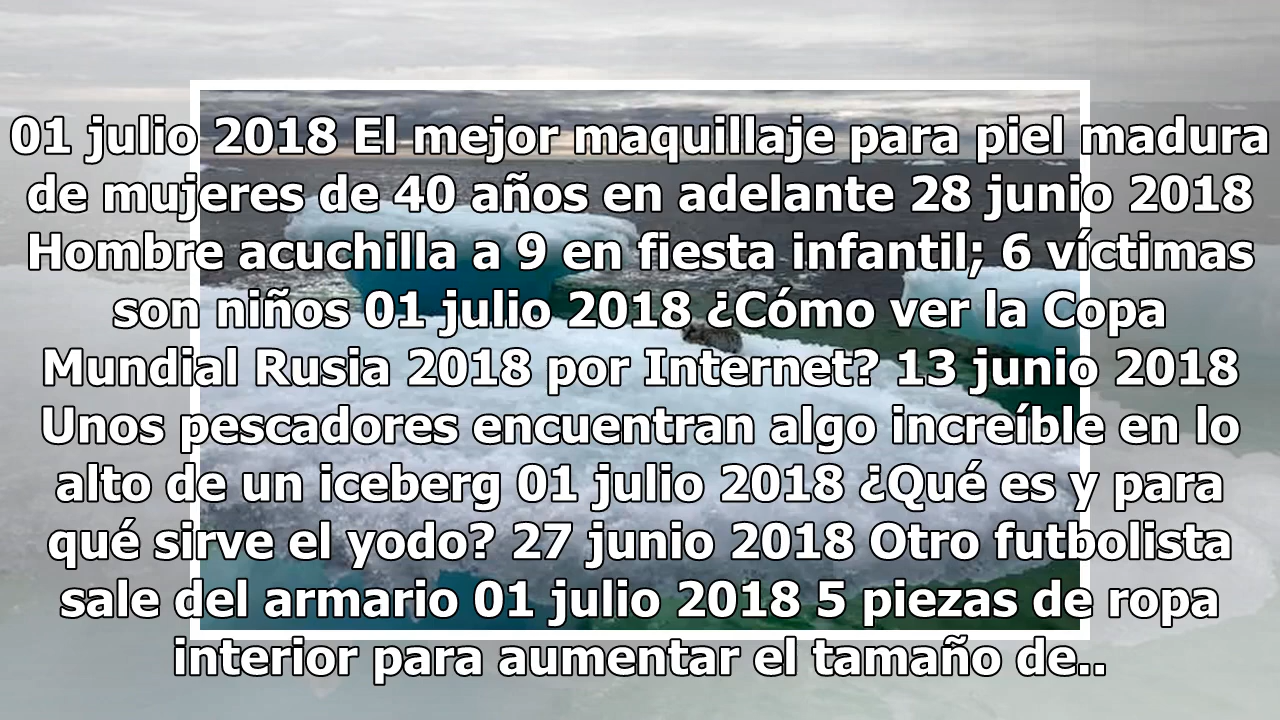 01 julio 2018 El mejor maquillaje para piel madura
de mujeres de 40 años en adelante 28 junio 2018
Hombre acuchilla a 9 en fiesta infantil; 6 víctimas
son niños 01 julio 2018 ¿Cómo ver la Copa
Mundial Rusia 2018 por Internet? 13 junio 2018
Unos pescadores encuentran algo increíble en lo
alto de un iceberg 01 julio 2018 ¿Qué es y para
qué sirve el yodo? 27 junio 2018 Otro futbolista
sale del armario 01 julio 2018 5 piezas de ropa
interior para aumentar el tamaño de..